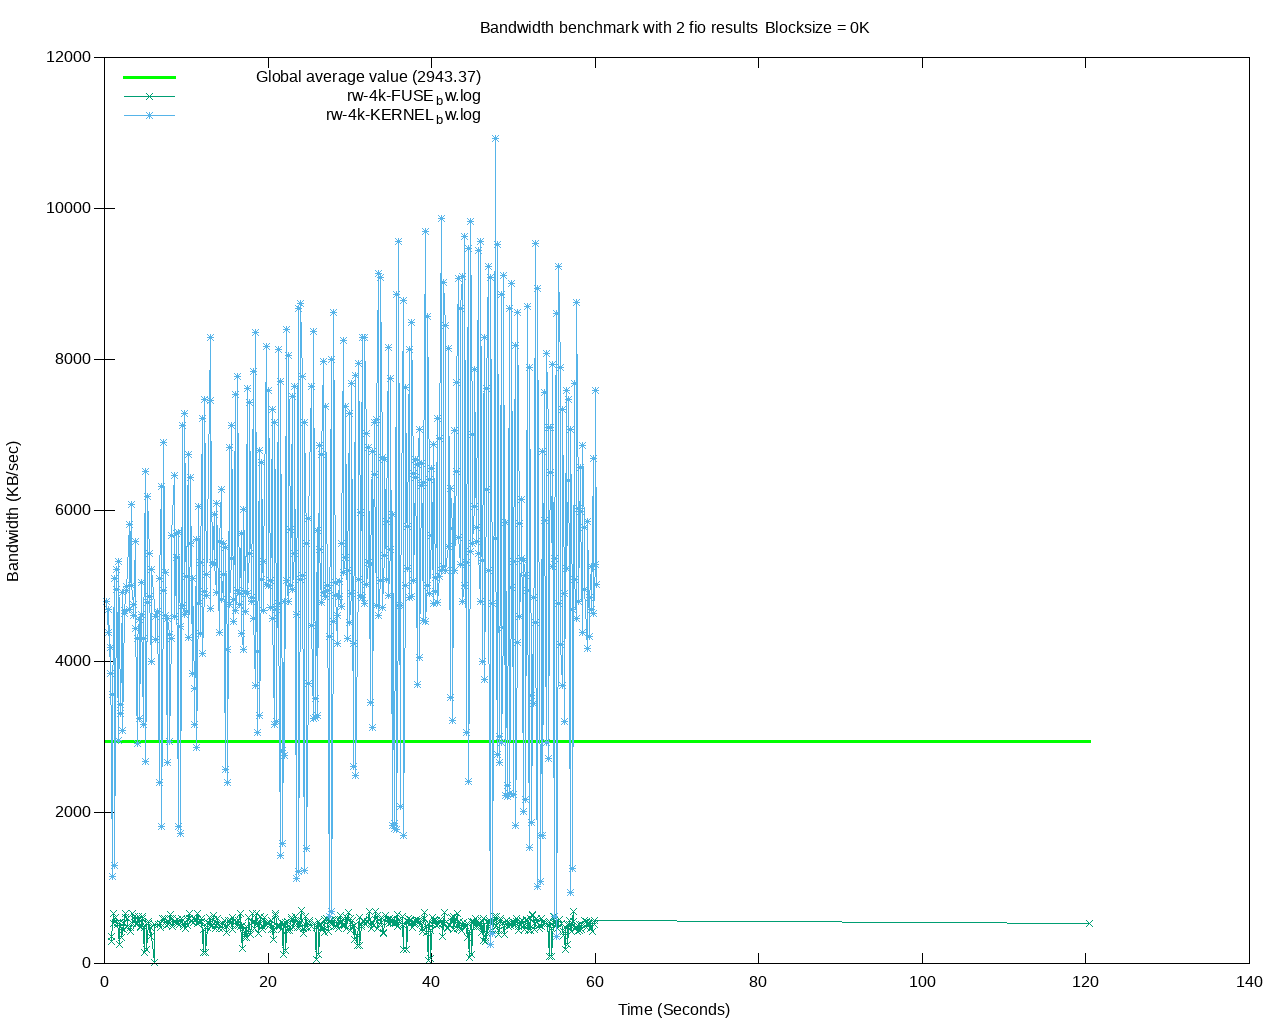 Bandwidth benchmark with 2 fio results Blocksize = 0K
12000
10000
8000
6000
4000
2000
0
Bandwidth (KB/sec)
Global average value (2943.37)
rw-4k-FUSE_bw.log
rw-4k-KERNEL_bw.log
0 20 40 60 80 100 120 140
Time (Seconds)